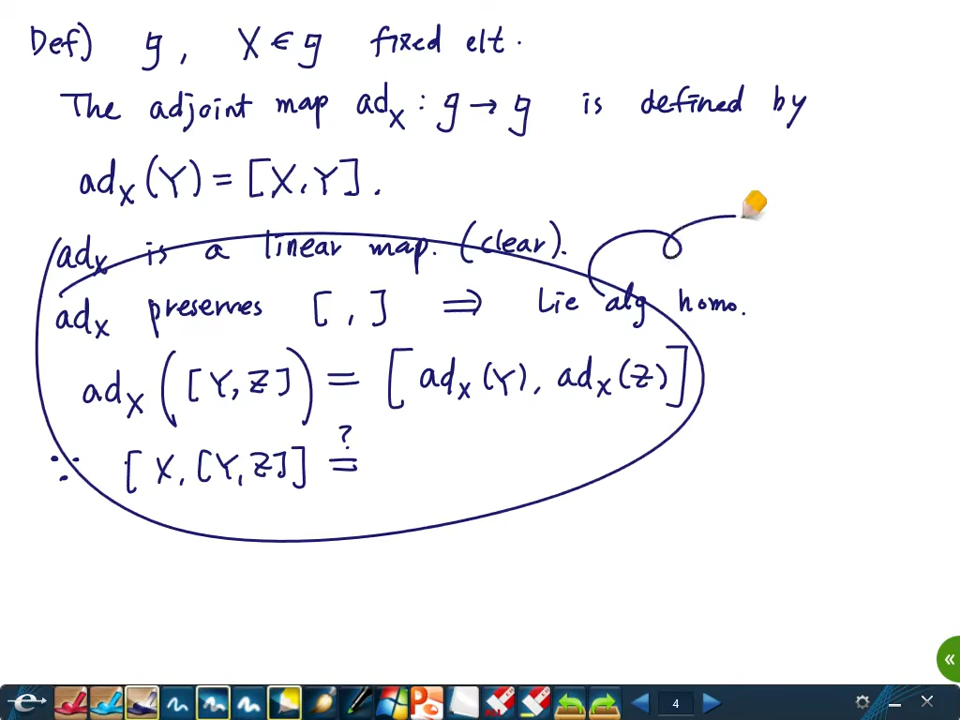 Def) g, X ∈ g fixed elt.
The adjoint map ad_X : g → g is defined by
ad_X (Y) = [X, Y].
ad_X is a linear map. (clear).
ad_X preserves [ , ] ⇒ Lie alg homo.
ad_X ([Y, Z]) = [ad_X (Y), ad_X (Z)]
∵ [X, [Y, Z]] ?=
4